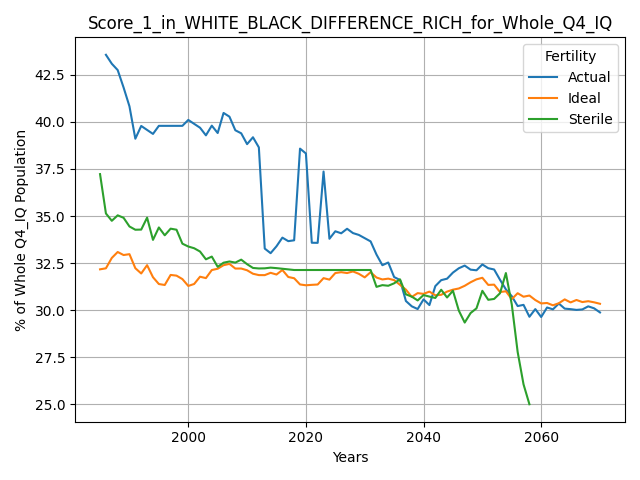 Score_1_in_WHITE_BLACK_DIFFERENCE_RICH_for_Whole_Q4_IQ
Fertility
Actual
Ideal
Sterile
% of Whole Q4_IQ Population
42.5
40.0
37.5
35.0
32.5
30.0
27.5
25.0
2000
2020
2040
2060
Years